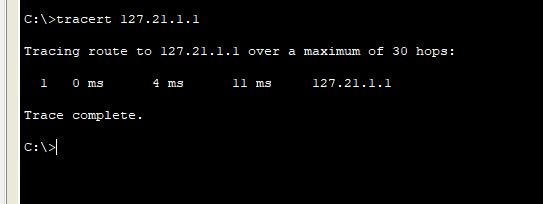 C:\>tracert 127.21.1.1
Tracing route to 127.21.1.1 over a maximum of 30 hops:
1 0 ms 4 ms 11 ms 127.21.1.1
Trace complete.
C:\>